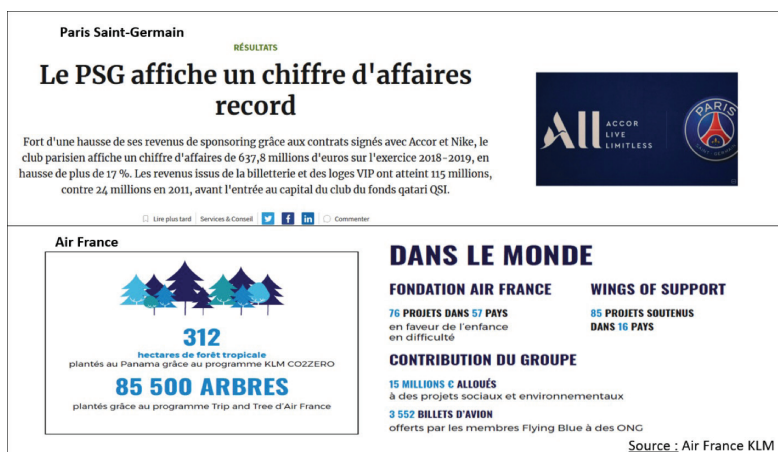 Paris Saint-Germain
RÉSULTATS
Le PSG affiche un chiffre d'affaires
record
Fort d'une hausse de ses revenus de sponsoring grâce aux contrats signés avec Accor et Nike, le
club parisien affiche un chiffre d'affaires de 637,8 millions d'euros sur l'exercice 2018-2019, en
hausse de plus de 17 %. Les revenus issus de la billetterie et des loges VIP ont atteint 115 millions,
contre 24 millions en 2011, avant l'entrée au capital du club du fonds qatari QSI.
Lire plus tard Services & Conseil Commenter
ALL
ACCOR
LIVE
LIMITLESS
PARIS
SAINT-GERMAIN
Air France
312
hectares de forêt tropicale
plantés au Panama grâce au programme KLM CO2ZERO
85 500 ARBRES
plantés grâce au programme Trip and Tree d'Air France
DANS LE MONDE
FONDATION AIR FRANCE
76 PROJETS DANS 57 PAYS
en faveur de l'enfance
en difficulté
WINGS OF SUPPORT
85 PROJETS SOUTENUS
DANS 16 PAYS
CONTRIBUTION DU GROUPE
15 MILLIONS € ALLOUÉS
à des projets sociaux et environnementaux
3 552 BILLETS D'AVION
offerts par les membres Flying Blue à des ONG
Source : Air France KLM